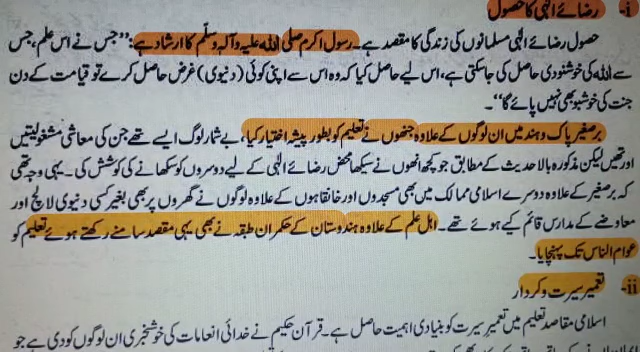 i- رضائے الٰہی کا حصول
حصول رضائے الٰہی مسلمانوں کی زندگی کا مقصد ہے۔ رسول اکرم صلی اللہ علیہ وآلہ وسلّم کا ارشاد ہے: ”جس نے اس علم، جس
سے اللہ کی خوشنودی حاصل کی جاسکتی ہے، اس لیے حاصل کیا کہ وہ اس سے اپنی کوئی (دنیوی) غرض حاصل کرے تو قیامت کے دن
جنت کی خوشبو بھی نہیں پائے گا“۔
برصغیر پاک و ہند میں ان لوگوں کے علاوہ جنھوں نے تعلیم کو بطور پیشہ اختیار کیا، بے شمار لوگ ایسے تھے جن کی معاشی مشغولیتیں
اور تھیں لیکن مذکورہ بالا حدیث کے مطابق جو کچھ انھوں نے سیکھا محض رضائے الٰہی کے لیے دوسروں کو سکھانے کی کوشش کی۔ یہی وجہ تھی
کہ برصغیر کے علاوہ دوسرے اسلامی ممالک میں بھی مسجدوں اور خانقاہوں کے علاوہ لوگوں نے گھروں پر بھی بغیر کسی دنیوی لالچ اور
معاوضے کے مدارس قائم کیے ہوئے تھے۔ اہل علم کے علاوہ ہندوستان کے حکمران طبقہ نے بھی یہی مقصد سامنے رکھتے ہوئے تعلیم کو
عوام الناس تک پہنچایا۔
ii- تعمیر سیرت و کردار
اسلامی مقاصد تعلیم میں تعمیر سیرت کو بنیادی اہمیت حاصل ہے۔ قرآن حکیم نے خدائی انعامات کی خوشخبری ان لوگوں کو دی ہے جو